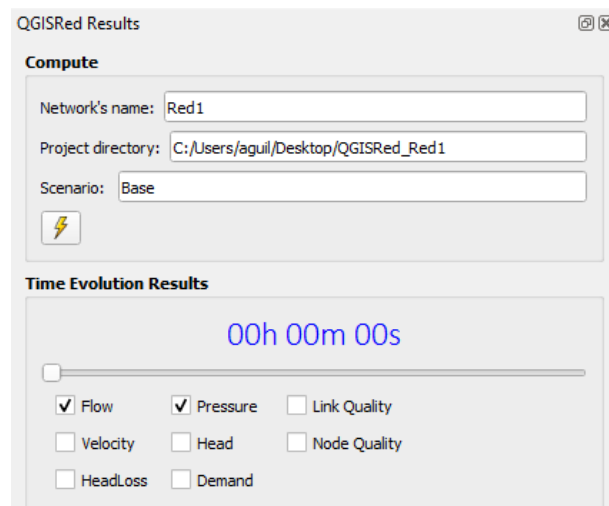 QGISRed Results
Compute
Network's name: Red1
Project directory: C:/Users/aguil/Desktop/QGISRed_Red1
Scenario: Base
Time Evolution Results
00h 00m 00s
Flow Pressure Link Quality
Velocity Head Node Quality
HeadLoss Demand